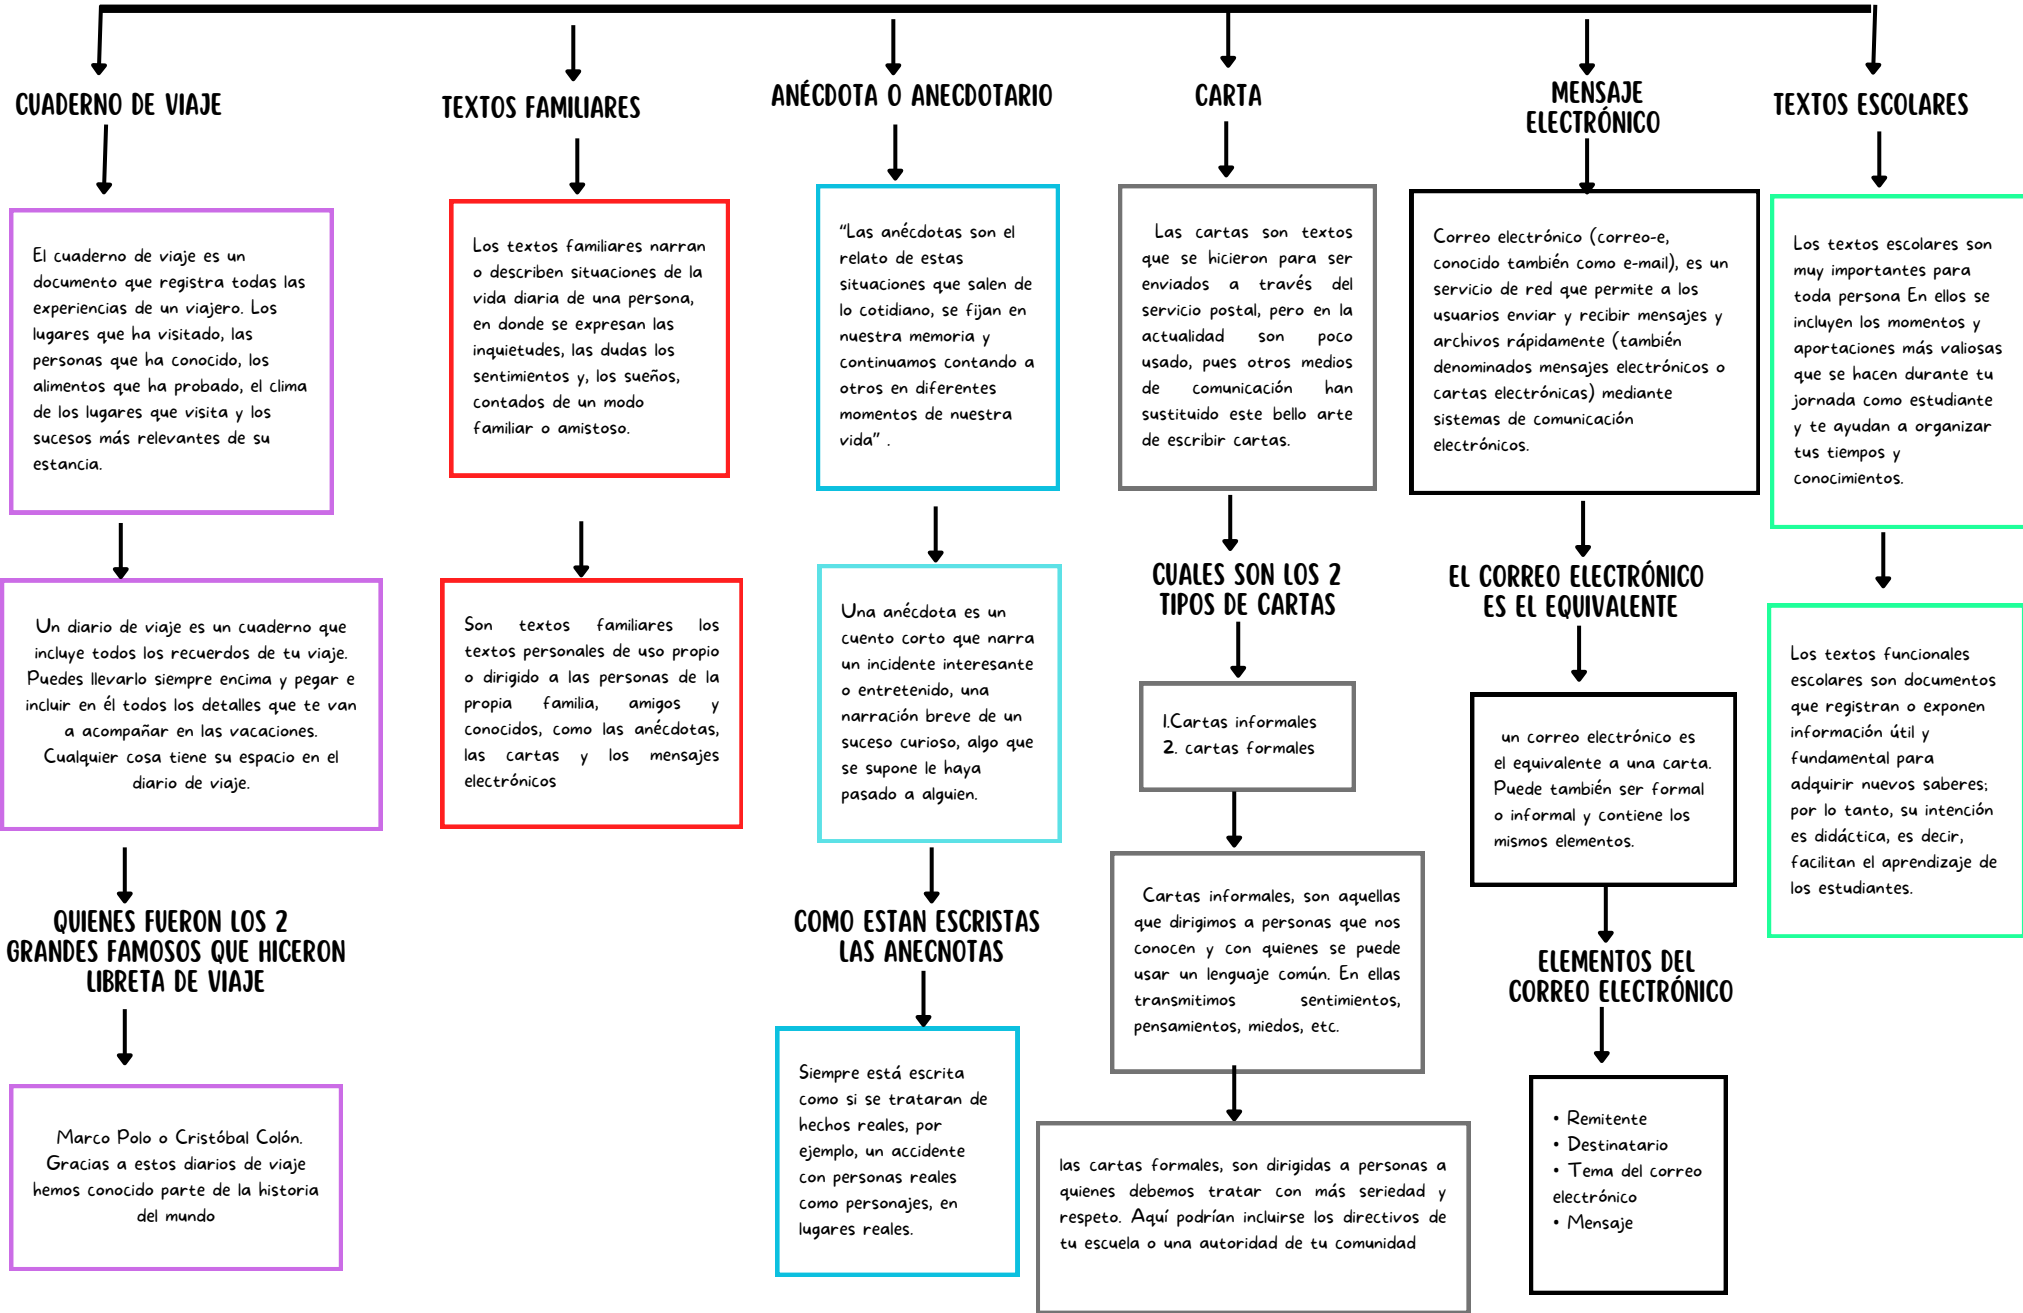 CUADERNO DE VIAJE
El cuaderno de viaje es un
documento que registra todas las
experiencias de un viajero. Los
lugares que ha visitado, las
personas que ha conocido, los
alimentos que ha probado, el clima
de los lugares que visita y los
sucesos más relevantes de su
estancia.
Un diario de viaje es un cuaderno que
incluye todos los recuerdos de tu viaje.
Puedes llevarlo siempre encima y pegar e
incluir en él todos los detalles que te van
a acompañar en las vacaciones.
Cualquier cosa tiene su espacio en el
diario de viaje.
QUIENES FUERON LOS 2
GRANDES FAMOSOS QUE HICERON
LIBRETA DE VIAJE
Marco Polo o Cristóbal Colón.
Gracias a estos diarios de viaje
hemos conocido parte de la historia
del mundo
TEXTOS FAMILIARES
Los textos familiares narran
o describen situaciones de la
vida diaria de una persona,
en donde se expresan las
inquietudes, las dudas los
sentimientos y, los sueños,
contados de un modo
familiar o amistoso.
Son textos familiares los
textos personales de uso propio
o dirigido a las personas de la
propia familia, amigos y
conocidos, como las anécdotas,
las cartas y los mensajes
electrónicos
ANÉCDOTA O ANECDOTARIO
“Las anécdotas son el
relato de estas
situaciones que salen de
lo cotidiano, se fijan en
nuestra memoria y
continuamos contando a
otros en diferentes
momentos de nuestra
vida” .
Una anécdota es un
cuento corto que narra
un incidente interesante
o entretenido, una
narración breve de un
suceso curioso, algo que
se supone le haya
pasado a alguien.
COMO ESTAN ESCRISTAS
LAS ANECNOTAS
Siempre está escrita
como si se trataran de
hechos reales, por
ejemplo, un accidente
con personas reales
como personajes, en
lugares reales.
CARTA
Las cartas son textos
que se hicieron para ser
enviados a través del
servicio postal, pero en la
actualidad son poco
usado, pues otros medios
de comunicación han
sustituido este bello arte
de escribir cartas.
CUALES SON LOS 2
TIPOS DE CARTAS
1.Cartas informales
2. cartas formales
Cartas informales, son aquellas
que dirigimos a personas que nos
conocen y con quienes se puede
usar un lenguaje común. En ellas
transmitimos sentimientos,
pensamientos, miedos, etc.
las cartas formales, son dirigidas a personas a
quienes debemos tratar con más seriedad y
respeto. Aquí podrían incluirse los directivos de
tu escuela o una autoridad de tu comunidad
MENSAJE
ELECTRÓNICO
Correo electrónico (correo-e,
conocido también como e-mail), es un
servicio de red que permite a los
usuarios enviar y recibir mensajes y
archivos rápidamente (también
denominados mensajes electrónicos o
cartas electrónicas) mediante
sistemas de comunicación
electrónicos.
EL CORREO ELECTRÓNICO
ES EL EQUIVALENTE
un correo electrónico es
el equivalente a una carta.
Puede también ser formal
o informal y contiene los
mismos elementos.
ELEMENTOS DEL
CORREO ELECTRÓNICO
• Remitente
• Destinatario
• Tema del correo
electrónico
• Mensaje
TEXTOS ESCOLARES
Los textos escolares son
muy importantes para
toda persona En ellos se
incluyen los momentos y
aportaciones más valiosas
que se hacen durante tu
jornada como estudiante
y te ayudan a organizar
tus tiempos y
conocimientos.
Los textos funcionales
escolares son documentos
que registran o exponen
información útil y
fundamental para
adquirir nuevos saberes;
por lo tanto, su intención
es didáctica, es decir,
facilitan el aprendizaje de
los estudiantes.